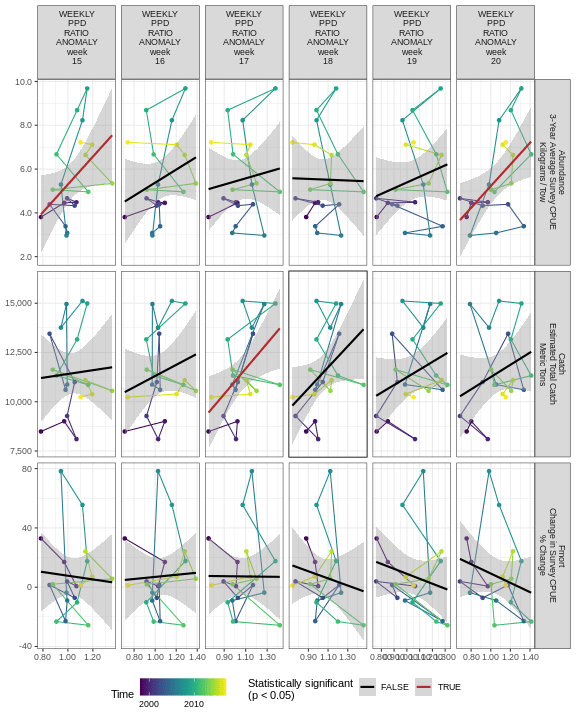 WEEKLY
PPD
RATIO
ANOMALY
week
15
WEEKLY
PPD
RATIO
ANOMALY
week
16
WEEKLY
PPD
RATIO
ANOMALY
week
17
WEEKLY
PPD
RATIO
ANOMALY
week
18
WEEKLY
PPD
RATIO
ANOMALY
week
19
WEEKLY
PPD
RATIO
ANOMALY
week
20
10.0
8.0
6.0
4.0
2.0
Abundance
3-Year Average Survey CPUE
Kilograms / Tow
15,000
12,500
10,000
7,500
Catch
Estimated Total Catch
Metric Tons
80
40
0
-40
Fmort
Change in Survey CPUE
% Change
0.80 1.00 1.20
0.80 1.00 1.20 1.40
0.90 1.10 1.30
0.90 1.00 1.10 1.20 1.30
0.80 1.00 1.20 1.40
Time
2000 2010
Statistically significant
(p < 0.05)
FALSE
TRUE